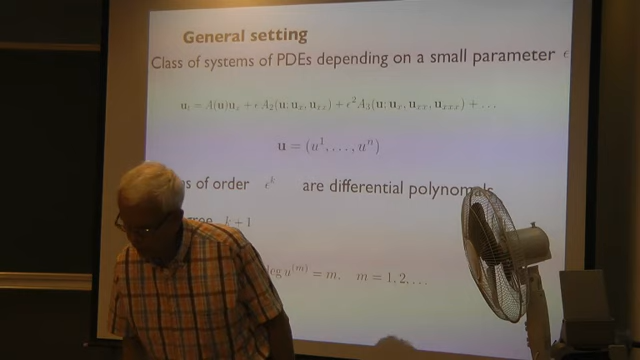 General setting
Class of systems of PDEs depending on a small parameter ϵ
u_t = A(u)u_x + ϵA_2(u; u_x, u_xx) + ϵ^2 A_3(u; u_x, u_xx, u_xxx) + ...
u = (u^1, ..., u^n)
of order ϵ^k are differential polynomials
k + 1
deg u^(m) = m, m = 1, 2, ...